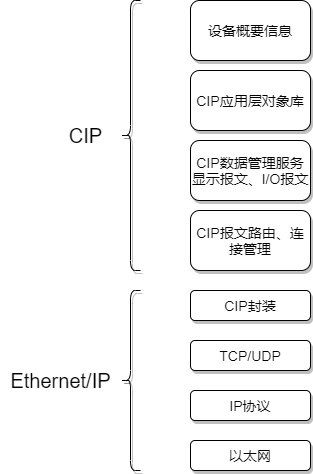 设备概要信息
CIP应用层对象库
CIP
CIP数据管理服务
显示报文、I/O报文
CIP报文路由、连
接管理
CIP封装
TCP/UDP
Ethernet/IP
IP协议
以太网